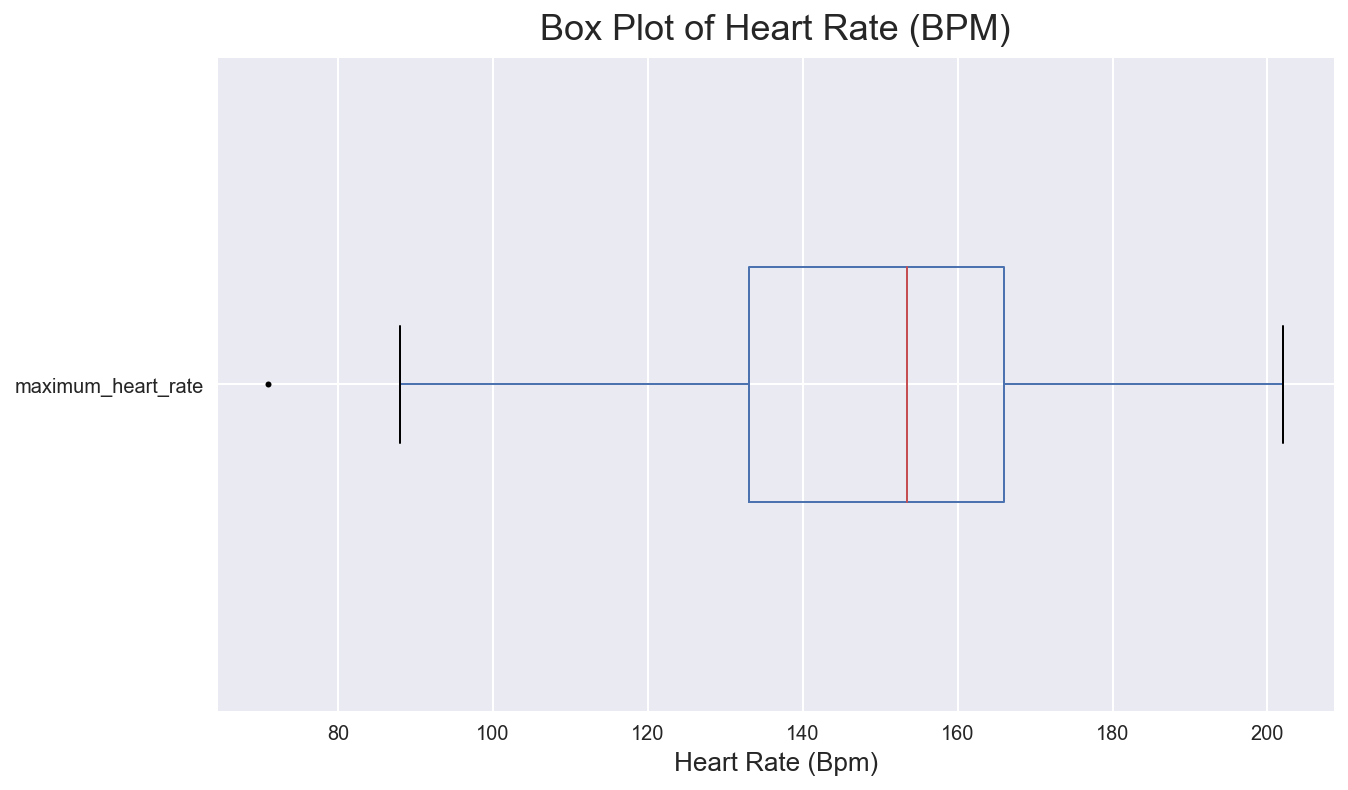 Box Plot of Heart Rate (BPM)
maximum_heart_rate
80 100 120 140 160 180 200
Heart Rate (Bpm)